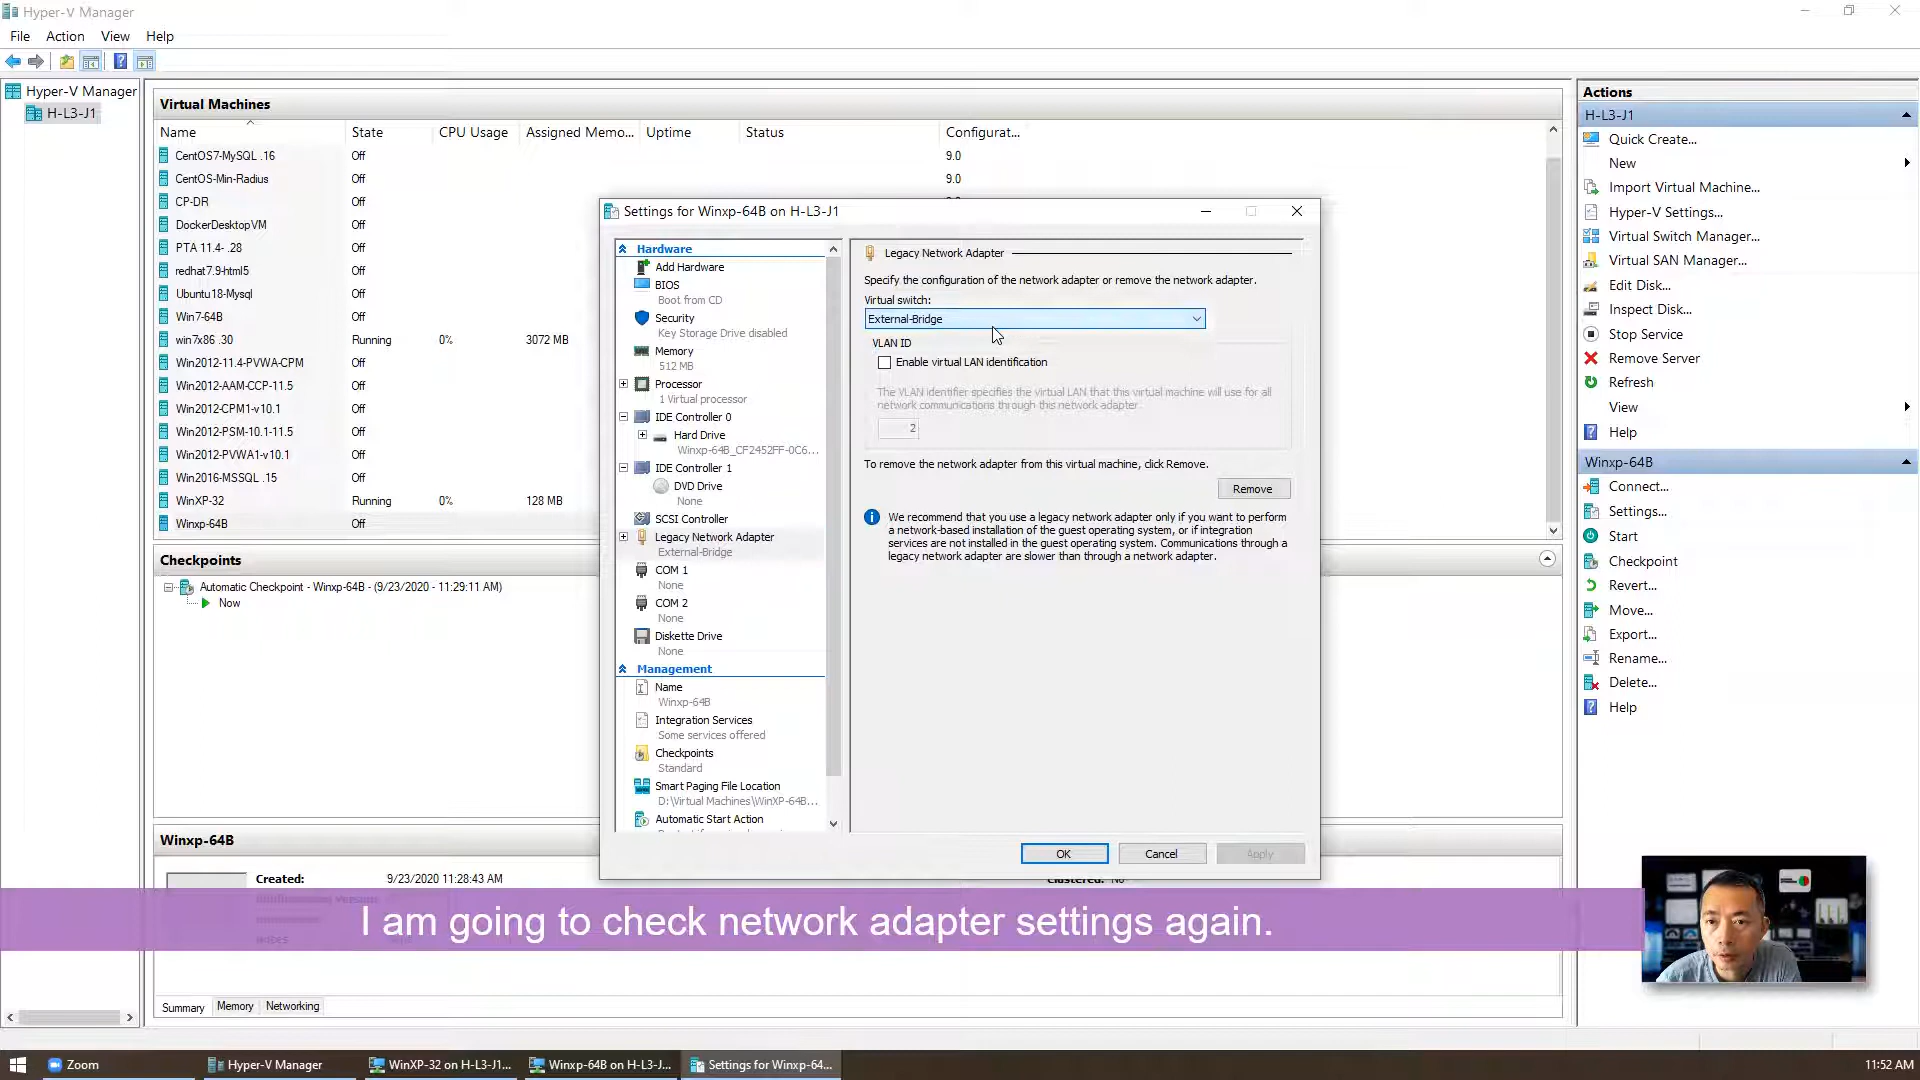 Hyper-V Manager
File Action View Help
Hyper-V Manager
H-L3-J1
Virtual Machines
Name State CPU Usage Assigned Memo... Uptime Status Configurat...
CentOS7-MySQL .16 Off 9.0
CentOS-Min-Radius Off 9.0
CP-DR Off
DockerDesktopVM Off
PTA 11.4- .28 Off
redhat7.9-html5 Off
Ubuntu18-Mysql Off
Win7-64B Off
win7x86 .30 Running 0% 3072 MB
Win2012-11.4-PVWA-CPM Off
Win2012-AAM-CCP-11.5 Off
Win2012-CPM1-v10.1 Off
Win2012-PSM-10.1-11.5 Off
Win2012-PVWA1-v10.1 Off
Win2016-MSSQL .15 Off
WinXP-32 Running 0% 128 MB
Winxp-64B Off
Checkpoints
Automatic Checkpoint - Winxp-64B - (9/23/2020 - 11:29:11 AM)
Now
Winxp-64B
Created: 9/23/2020 11:28:43 AM
Clustered: No
Summary Memory Networking
Settings for Winxp-64B on H-L3-J1
Hardware
Add Hardware
BIOS
Boot from CD
Security
Key Storage Drive disabled
Memory
512 MB
Processor
1 Virtual processor
IDE Controller 0
Hard Drive
Winxp-64B_CF2452FF-0C6...
IDE Controller 1
DVD Drive
None
SCSI Controller
Legacy Network Adapter
External-Bridge
COM 1
None
COM 2
None
Diskette Drive
None
Management
Name
Winxp-64B
Integration Services
Some services offered
Checkpoints
Standard
Smart Paging File Location
D:\Virtual Machines\WinXP-64B...
Automatic Start Action
Legacy Network Adapter
Specify the configuration of the network adapter or remove the network adapter.
Virtual switch:
External-Bridge
VLAN ID
Enable virtual LAN identification
The VLAN identifier specifies the virtual LAN that this virtual machine will use for all
network communications through this network adapter.
2
To remove the network adapter from this virtual machine, click Remove.
Remove
We recommend that you use a legacy network adapter only if you want to perform
a network-based installation of the guest operating system, or if integration
services are not installed in the guest operating system. Communications through a
legacy network adapter are slower than through a network adapter.
OK Cancel Apply
Actions
H-L3-J1
Quick Create...
New
Import Virtual Machine...
Hyper-V Settings...
Virtual Switch Manager...
Virtual SAN Manager...
Edit Disk...
Inspect Disk...
Stop Service
Remove Server
Refresh
View
Help
Winxp-64B
Connect...
Settings...
Start
Checkpoint
Revert...
Move...
Export...
Rename...
Delete...
Help
I am going to check network adapter settings again.
Zoom Hyper-V Manager WinXP-32 on H-L3-J1... Winxp-64B on H-L3-J... Settings for Winxp-64... 11:52 AM